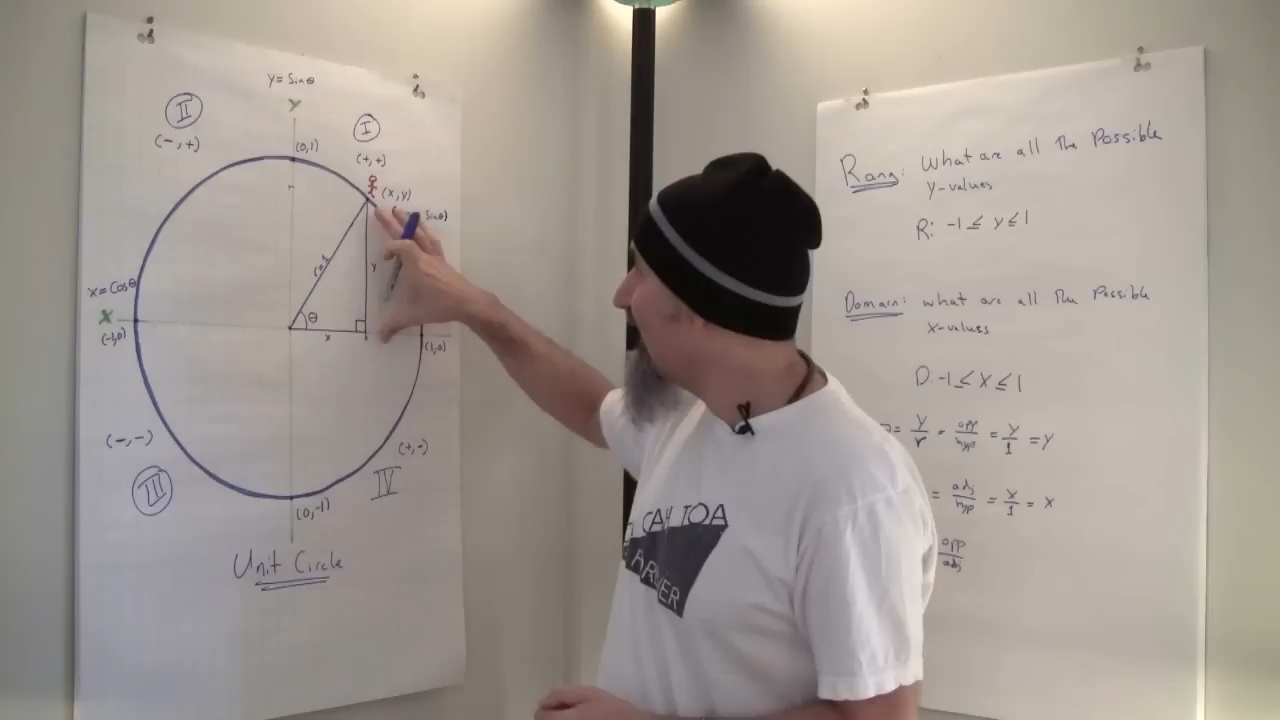 y = Sinθ
Y
II
(-,+)
I
(+,+)
(0,1)
(x,y)
Sinθ)
r=1
y
x = Cosθ
X
(-1,0)
θ
x
(1,0)
(-,-)
III
(+,-)
IV
(0,-1)
Unit Circle
Rang: What are all The Possible
Y-values
R: -1 ≤ y ≤ 1
Domain: what are all The Possible
x-values
D: -1 ≤ x ≤ 1
= y/r = opp/hyp = y/1 = y
= adj/hyp = x/1 = x
opp/adj